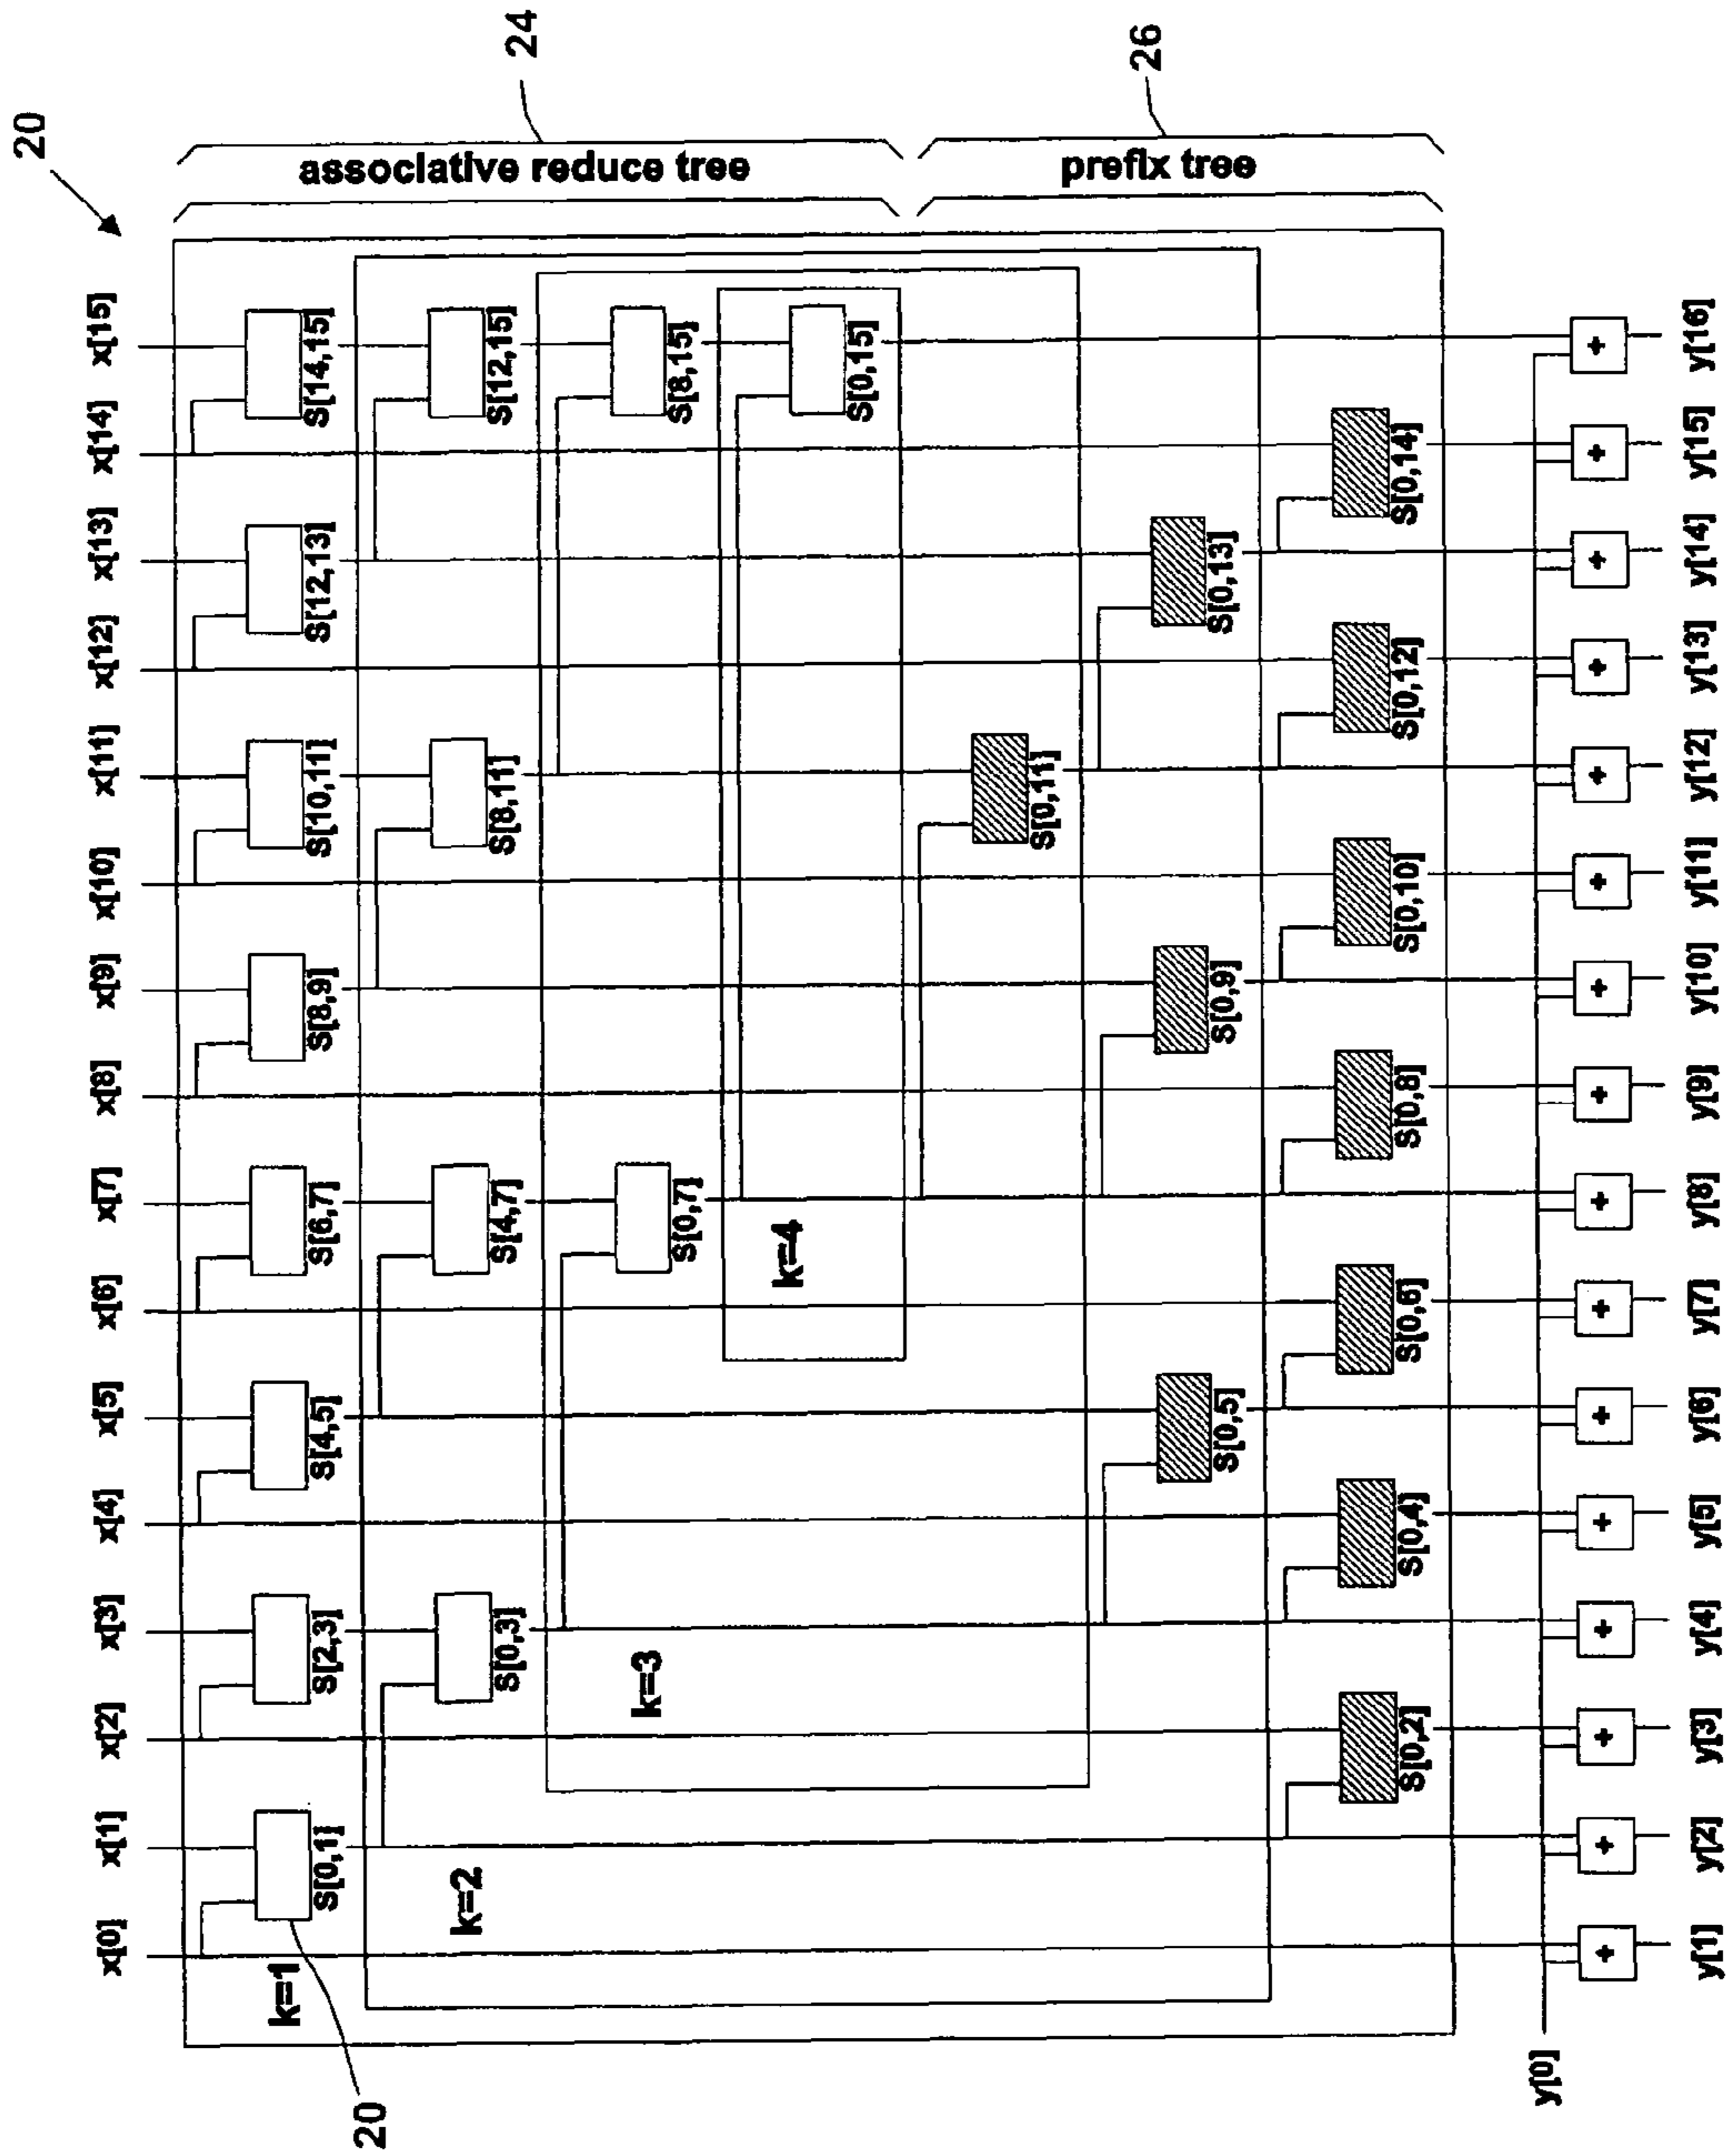 20
x[0] x[1] x[2] x[3] x[4] x[5] x[6] x[7] x[8] x[9] x[10] x[11] x[12] x[13] x[14] x[15]
k=1
20
S[0,1] S[2,3] S[4,5] S[6,7] S[8,9] S[10,11] S[12,13] S[14,15]
associative reduce tree
24
k=2
S[0,3] S[4,7] S[8,11] S[12,15]
k=3
S[0,7] S[8,15]
k=4
S[0,15]
prefix tree
26
S[0,11]
S[0,5] S[0,9] S[0,13]
S[0,2] S[0,4] S[0,6] S[0,8] S[0,10] S[0,12] S[0,14]
y[0]
+ + + + + + + + + + + + + + + +
y[1] y[2] y[3] y[4] y[5] y[6] y[7] y[8] y[9] y[10] y[11] y[12] y[13] y[14] y[15] y[16]